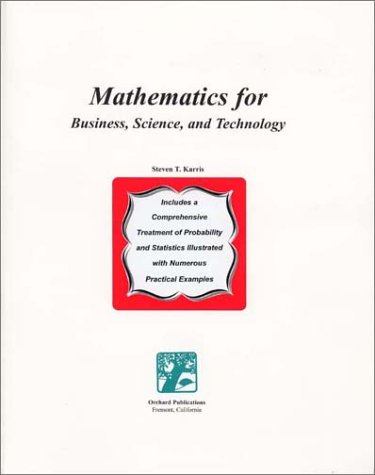 Mathematics for
Business, Science, and Technology
Steven T. Karris
Includes a
Comprehensive
Treatment of Probability
and Statistics Illustrated
with Numerous
Practical Examples
Orchard Publications
Fremont, California